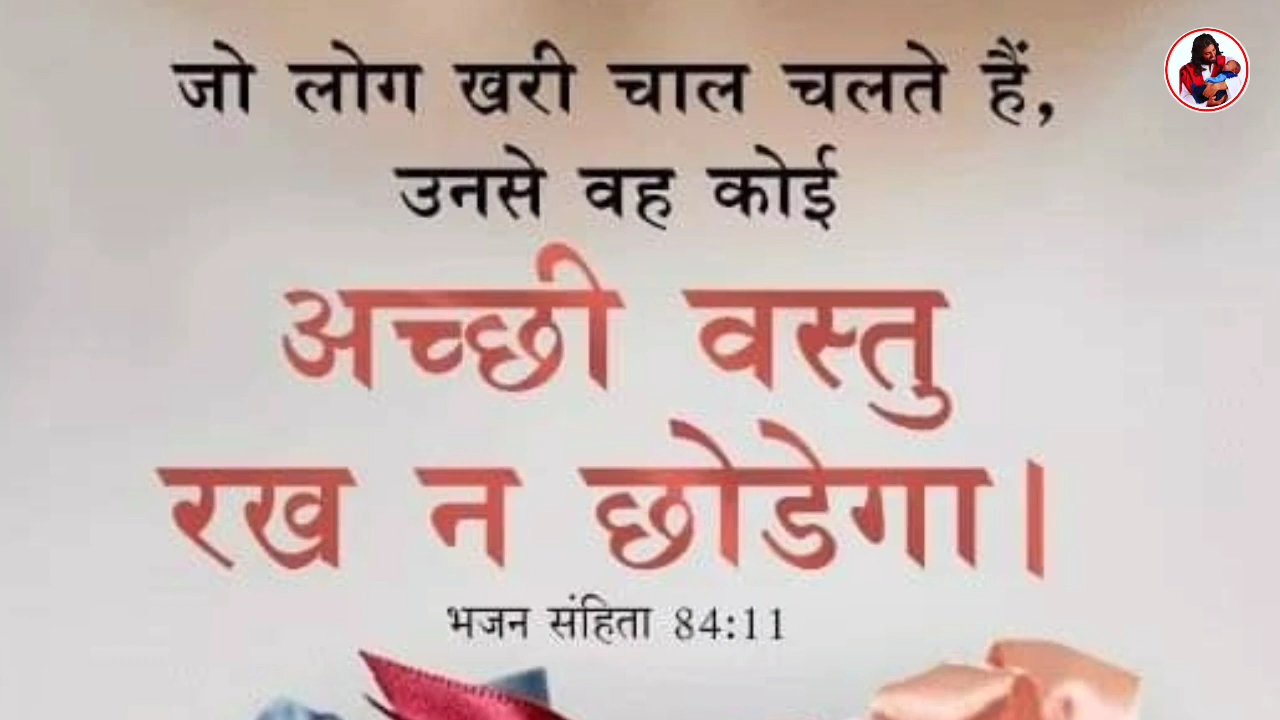 जो लोग खरी चाल चलते हैं,
उनसे वह कोई
अच्छी वस्तु
रख न छोडेगा।
भजन संहिता 84:11